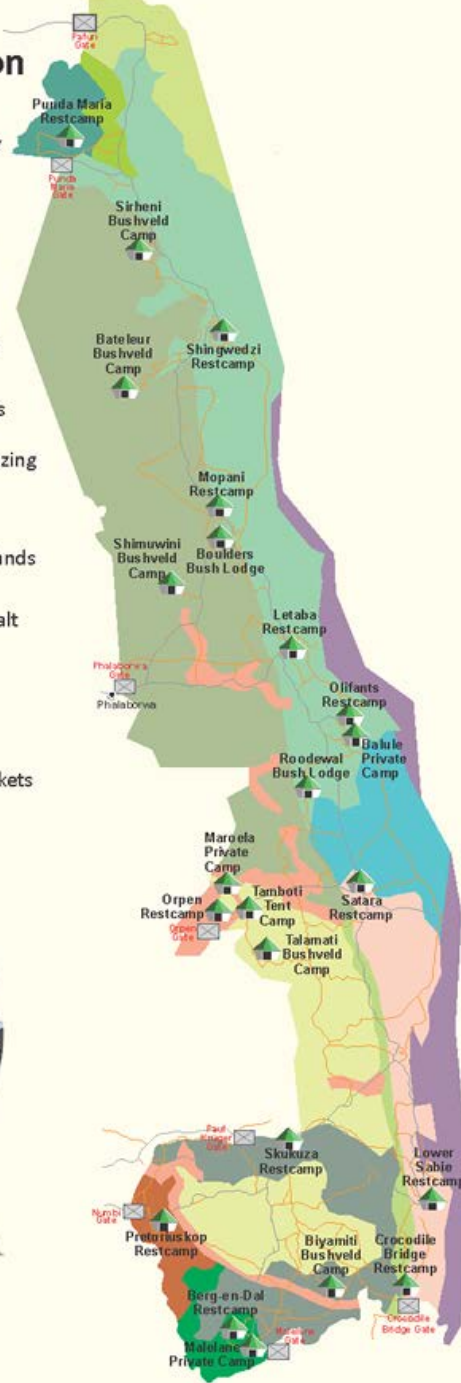 Pafuri
Gate
on
Punda Maria
Restcamp
Punda
Maria
Gate
Sirheni
Bushveld
Camp
Shingwedzi
Restcamp
Bateleur
Bushveld
Camp
s
zing
Mopani
Restcamp
Boulders
Bush Lodge
Shimuwini
Bushveld
Camp
ands
alt
Letaba
Restcamp
Phalaborwa
Gate
Phalaborwa
Olifants
Restcamp
Balule
Private
Camp
Roodewal
Bush Lodge
kets
Maroela
Private
Camp
Orpen
Restcamp
Orpen
Gate
Tamboti
Tent
Camp
Satara
Restcamp
Talamati
Bushveld
Camp
Paul
Kruger
Gate
Skukuza
Restcamp
Lower
Sabie
Restcamp
Numbi
Gate
Pretoriuskop
Restcamp
Biyamiti
Bushveld
Camp
Crocodile
Bridge
Restcamp
Crocodile
Bridge Gate
Berg-en-Dal
Restcamp
Malelane
Gate
Malelane
Private Camp